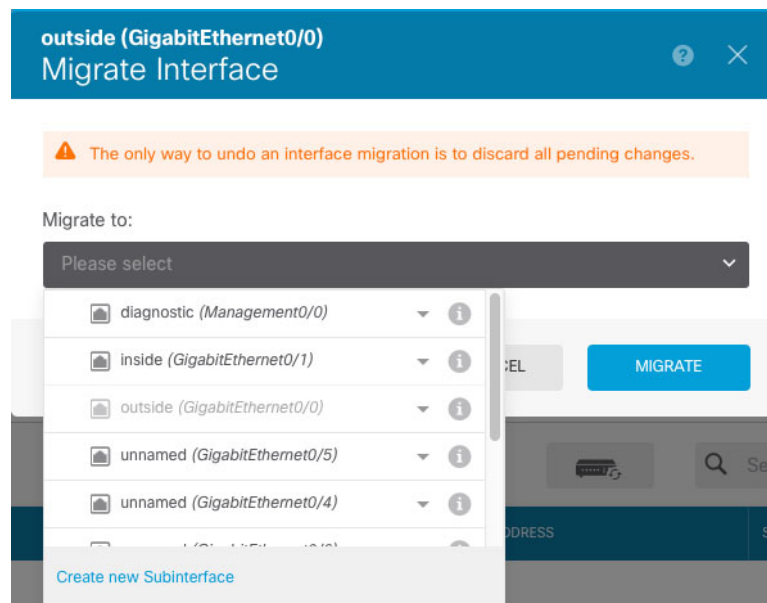 outside (GigabitEthernet0/0)
Migrate Interface
The only way to undo an interface migration is to discard all pending changes.
Migrate to:
Please select
diagnostic (Management0/0)
inside (GigabitEthernet0/1)
outside (GigabitEthernet0/0)
unnamed (GigabitEthernet0/5)
unnamed (GigabitEthernet0/4)
Create new Subinterface
MIGRATE